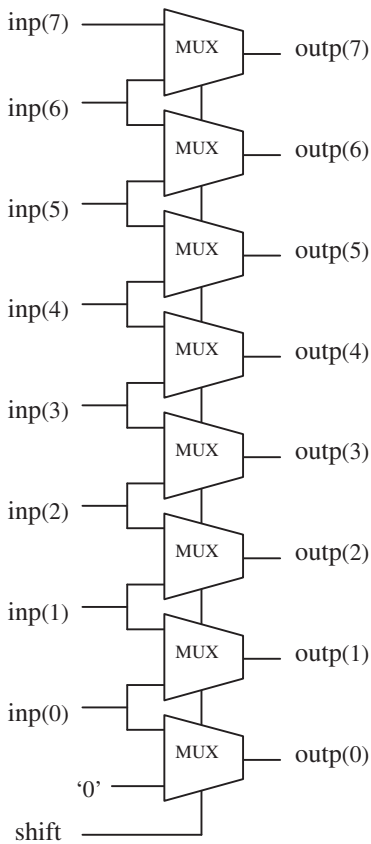 inp(7)
MUX
outp(7)
inp(6)
MUX
outp(6)
inp(5)
MUX
outp(5)
inp(4)
MUX
outp(4)
inp(3)
MUX
outp(3)
inp(2)
MUX
outp(2)
inp(1)
MUX
outp(1)
inp(0)
MUX
outp(0)
‘0’
shift